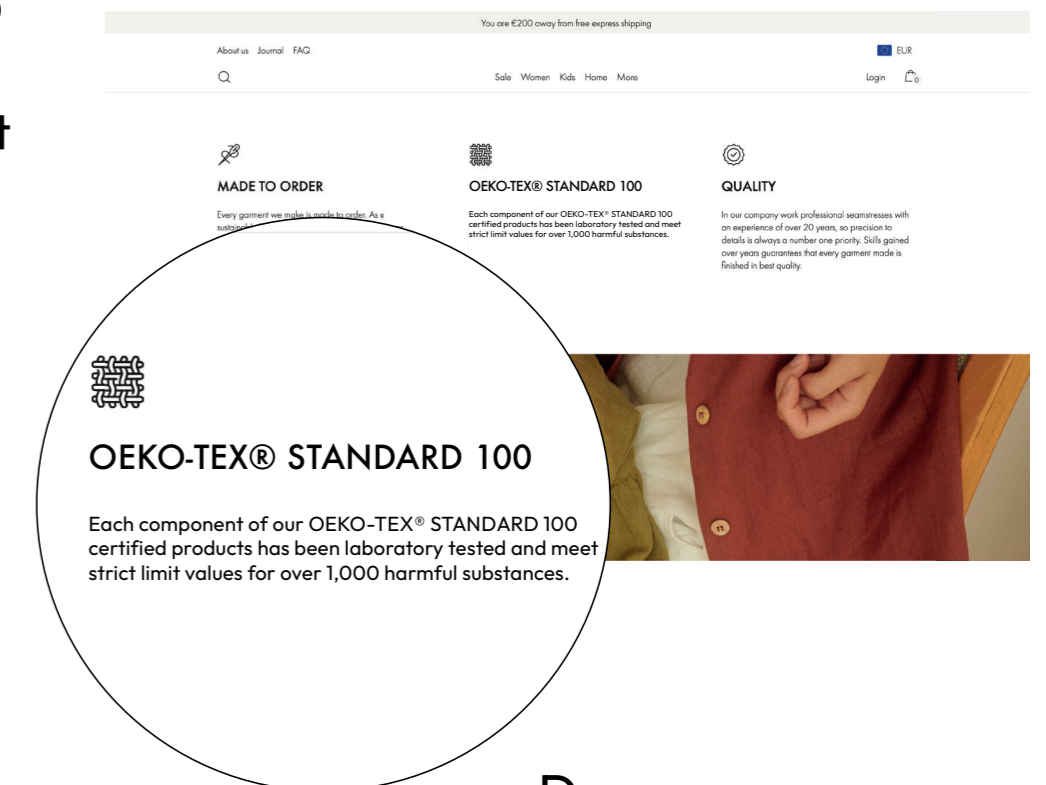 You are €200 away from free express shipping
About us Journal FAQ
EUR
Sale Women Kids Home More
Login
0
MADE TO ORDER
Every garment we make is made to order. As a
OEKO-TEX® STANDARD 100
Each component of our OEKO-TEX® STANDARD 100
certified products has been laboratory tested and meet
strict limit values for over 1,000 harmful substances.
QUALITY
In our company work professional seamstresses with
an experience of over 20 years, so precision to
details is always a number one priority. Skills gained
over years guarantees that every garment made is
finished in best quality.
OEKO-TEX® STANDARD 100
Each component of our OEKO-TEX® STANDARD 100
certified products has been laboratory tested and meet
strict limit values for over 1,000 harmful substances.